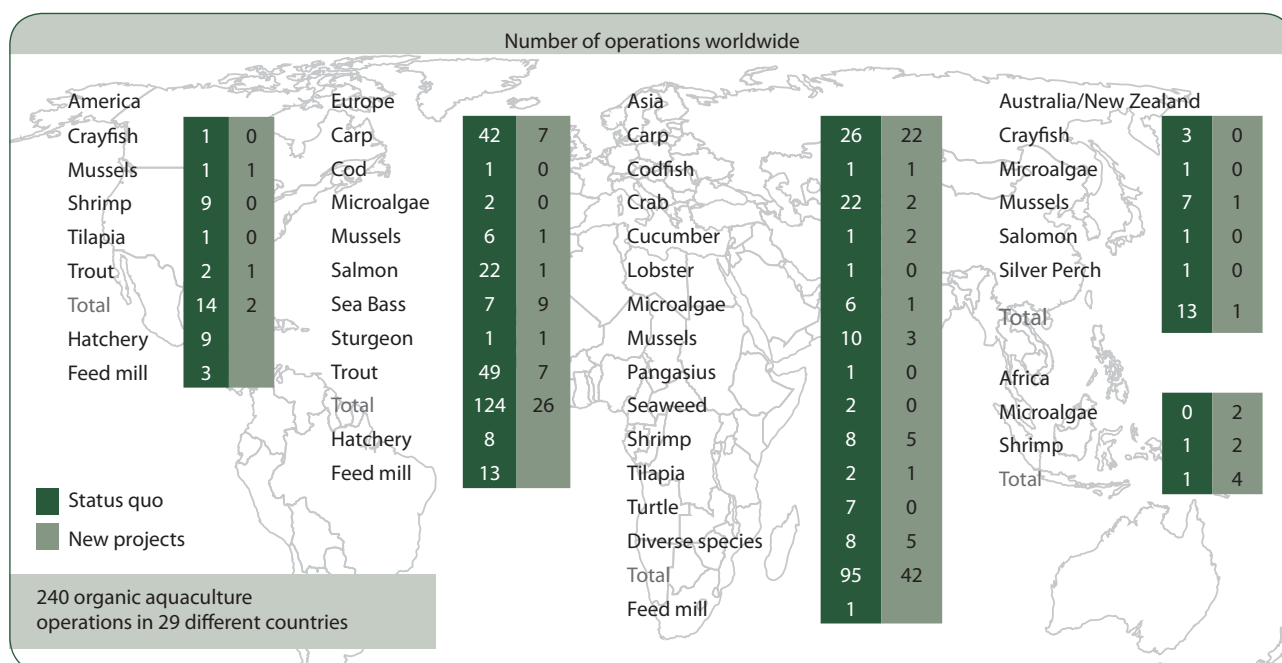 Number of operations worldwide
America
Crayfish 1 0
Mussels 1 1
Shrimp 9 0
Tilapia 1 0
Trout 2 1
Total 14 2
Hatchery 9
Feed mill 3
Europe
Carp 42 7
Cod 1 0
Microalgae 2 0
Mussels 6 1
Salmon 22 1
Sea Bass 7 9
Sturgeon 1 1
Trout 49 7
Total 124 26
Hatchery 8
Feed mill 13
Asia
Carp 26 22
Codfish 1 1
Crab 22 2
Cucumber 1 2
Lobster 1 0
Microalgae 6 1
Mussels 10 3
Pangasius 1 0
Seaweed 2 0
Shrimp 8 5
Tilapia 2 1
Turtle 7 0
Diverse species 8 5
Total 95 42
Feed mill 1
Australia/New Zealand
Crayfish 3 0
Microalgae 1 0
Mussels 7 1
Salomon 1 0
Silver Perch 1 0
Total 13 1
Africa
Microalgae 0 2
Shrimp 1 2
Total 1 4
Status quo
New projects
240 organic aquaculture
operations in 29 different countries